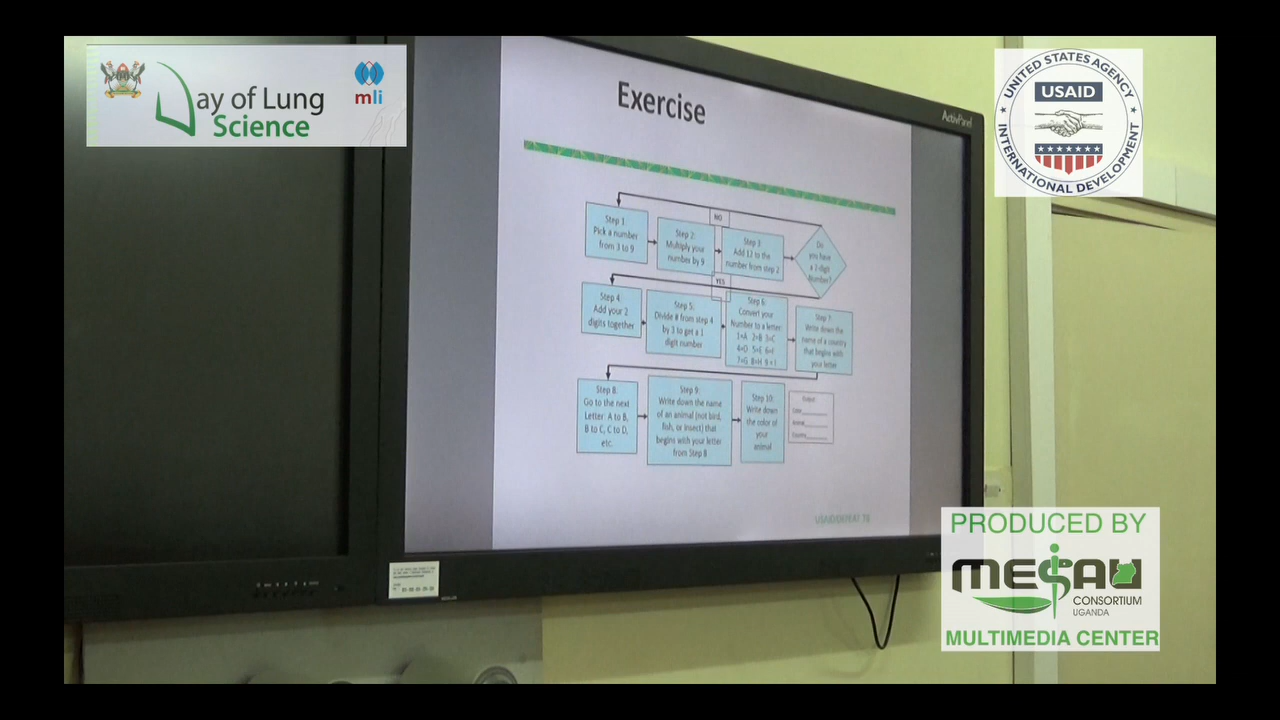 Day of Lung
Science
mli
UNITED STATES AGENCY
USAID
INTERNATIONAL DEVELOPMENT
ActivPanel
Exercise
Step 1:
Pick a number
from 3 to 9
Step 2:
Multiply your
number by 9
Step 3:
Add 12 to the
number from step 2
Do
you have
a 2-digit
Number?
NO
YES
Step 4:
Add your 2
digits together
Step 5:
Divide # from step 4
by 3 to get a 1
digit number
Step 6:
Convert your
Number to a letter:
1=A 2=B 3=C
4=D 5=E 6=F
7=G 8=H 9=I
Step 7:
Write down the
name of a country
that begins with
your letter
Step 8:
Go to the next
Letter: A to B,
B to C, C to D,
etc.
Step 9:
Write down the name
of an animal (not bird,
fish, or insect) that
begins with your letter
from Step 8
Step 10:
Write down
the color of
your
animal
Output
Color
Animal
Country
PRODUCED BY
MESAU
CONSORTIUM
UGANDA
MULTIMEDIA CENTER